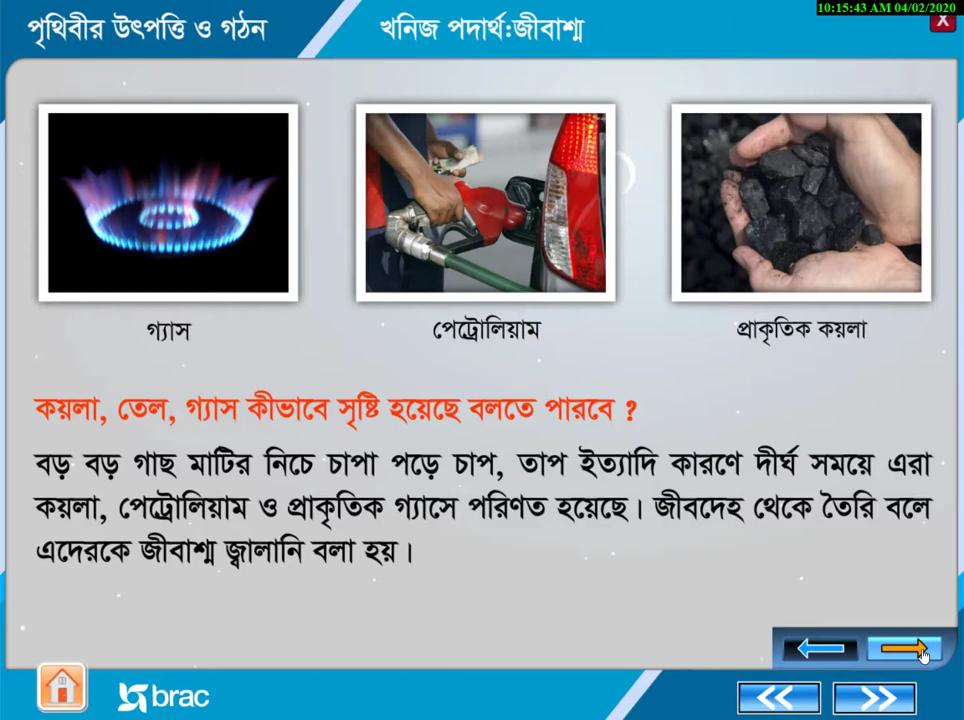 10:15:43 AM 04/02/2020
পৃথিবীর উৎপত্তি ও গঠন
খনিজ পদার্থ:জীবাশ্ম
X
গ্যাস
পেট্রোলিয়াম
প্রাকৃতিক কয়লা
কয়লা, তেল, গ্যাস কীভাবে সৃষ্টি হয়েছে বলতে পারবে ?
বড় বড় গাছ মাটির নিচে চাপা পড়ে চাপ, তাপ ইত্যাদি কারণে দীর্ঘ সময়ে এরা
কয়লা, পেট্রোলিয়াম ও প্রাকৃতিক গ্যাসে পরিণত হয়েছে। জীবদেহ থেকে তৈরি বলে
এদেরকে জীবাশ্ম জ্বালানি বলা হয়।
brac